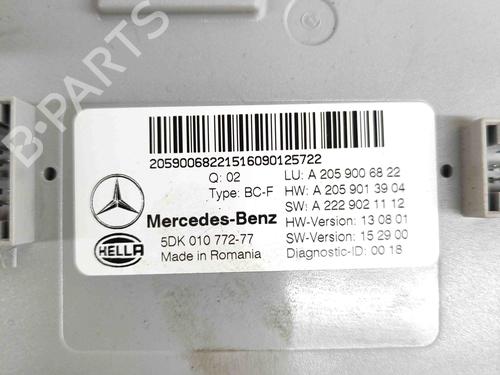 B-PARTS
20590068221516090125722
Q: 02
LU: A 205 900 68 22
Type: BC-F
HW: A 205 901 39 04
SW: A 222 902 11 12
Mercedes-Benz
HW-Version: 13 08 01
5DK 010 772-77
SW-Version: 15 29 00
HELLA
Made in Romania
Diagnostic-ID: 00 18